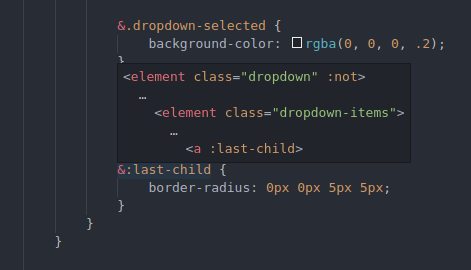 &.dropdown-selected {
background-color: rgba(0, 0, 0, .2);
}
<element class="dropdown" :not>
…
<element class="dropdown-items">
…
<a :last-child>
&:last-child {
border-radius: 0px 0px 5px 5px;
}
}
}